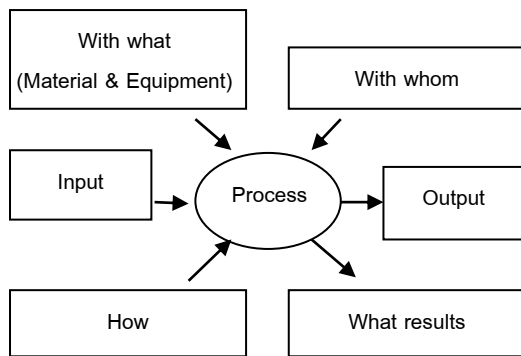 With what
(Material & Equipment)
With whom
Input
Process
Output
How
What results